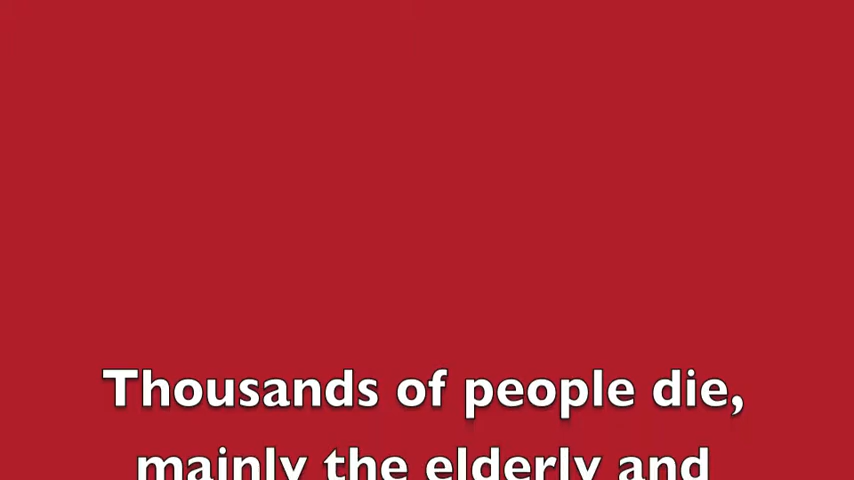 Thousands of people die,
mainly the elderly and